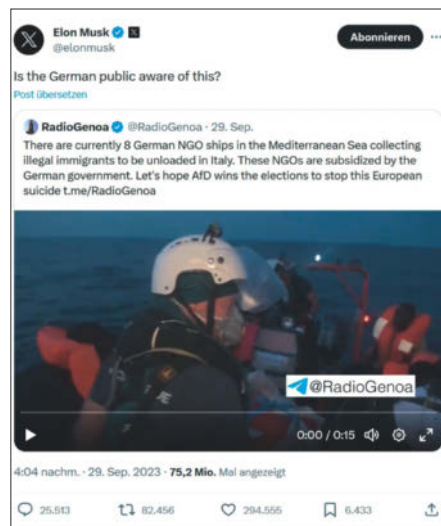 Elon Musk
@elonmusk
Abonnieren
Is the German public aware of this?
Post übersetzen
RadioGenoa @RadioGenoa · 29. Sep.
There are currently 8 German NGO ships in the Mediterranean Sea collecting
illegal immigrants to be unloaded in Italy. These NGOs are subsidized by the
German government. Let's hope AfD wins the elections to stop this European
suicide t.me/RadioGenoa
@RadioGenoa
0:00 / 0:15
4:04 nachm. · 29. Sep. 2023 · 75,2 Mio. Mal angezeigt
25.513 82.456 294.555 6.433